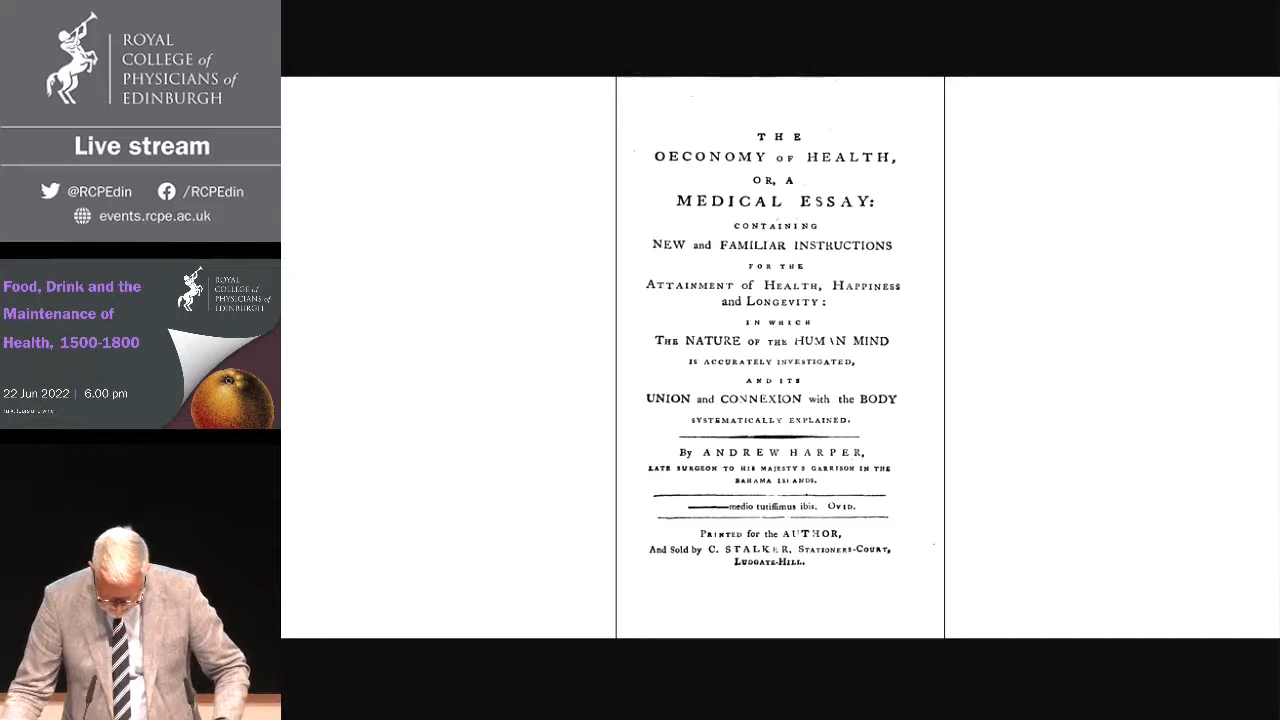 ROYAL
COLLEGE of
PHYSICIANS of
EDINBURGH
Live stream
@RCPEdin /RCPEdin
events.rcpe.ac.uk
Food, Drink and the
Maintenance of
Health, 1500-1800
22 Jun 2022 | 6.00 pm
ROYAL
COLLEGE of
PHYSICIANS of
EDINBURGH
THE
OECONOMY OF HEALTH,
OR, A
MEDICAL ESSAY:
CONTAINING
NEW and FAMILIAR INSTRUCTIONS
FOR THE
ATTAINMENT of HEALTH, HAPPINESS
and LONGEVITY:
IN WHICH
THE NATURE OF THE HUMAN MIND
IS ACCURATELY INVESTIGATED,
AND ITS
UNION and CONNEXION with the BODY
SYSTEMATICALLY EXPLAINED.
By ANDREW HARPER,
LATE SURGEON TO HIS MAJESTY'S GARRISON IN THE
BAHAMA ISLANDS.
medio tutiſſimus ibis. OVID.
PRINTED for the AUTHOR,
And Sold by C. STALKER, STATIONERS-COURT,
LUDGATE-HILL.